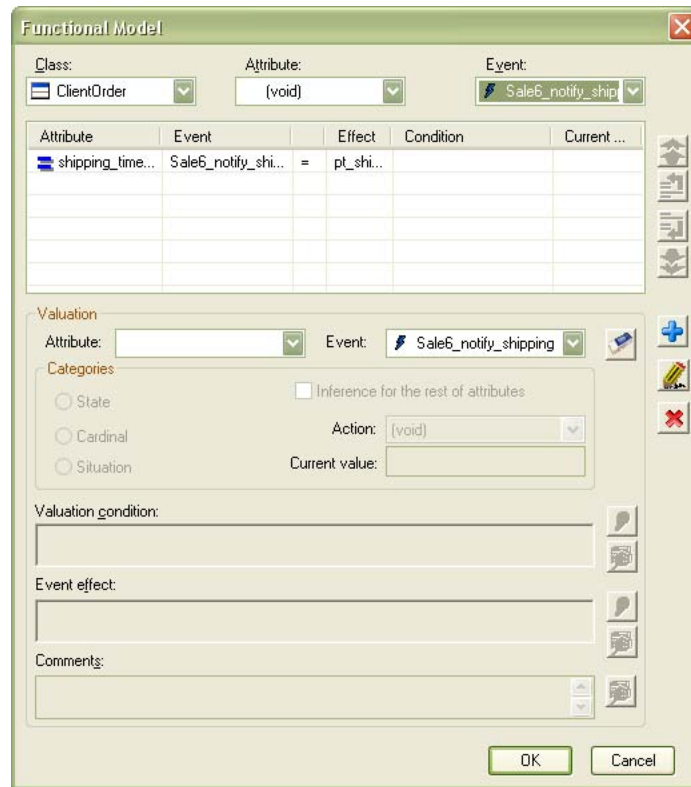 Functional Model
Class: Attribute: Event:
ClientOrder (void) Sale6_notify_ship
Attribute Event Effect Condition Current ...
shipping_time... Sale6_notify_shi... = pt_shi...
Valuation
Attribute: Event: Sale6_notify_shipping
Categories
State Inference for the rest of attributes
Cardinal Action: (void)
Situation Current value:
Valuation condition:
Event effect:
Comments:
OK Cancel